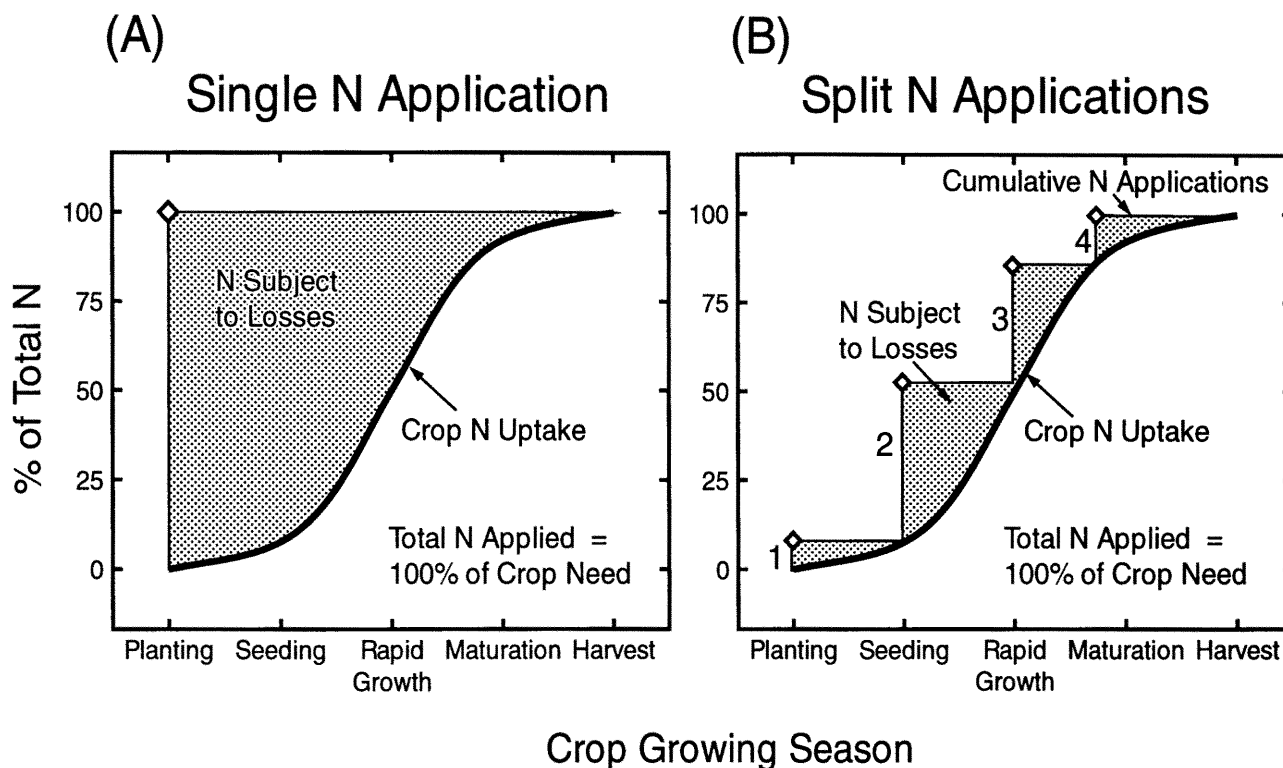 (A)
Single N Application
100
75
50
25
0
% of Total N
N Subject
to Losses
Crop N Uptake
Total N Applied =
100% of Crop Need
Planting
Seeding
Rapid
Growth
Maturation
Harvest
(B)
Split N Applications
100
75
50
25
0
Cumulative N Applications
4
3
N Subject
to Losses
2
Crop N Uptake
1
Total N Applied =
100% of Crop Need
Planting
Seeding
Rapid
Growth
Maturation
Harvest
Crop Growing Season